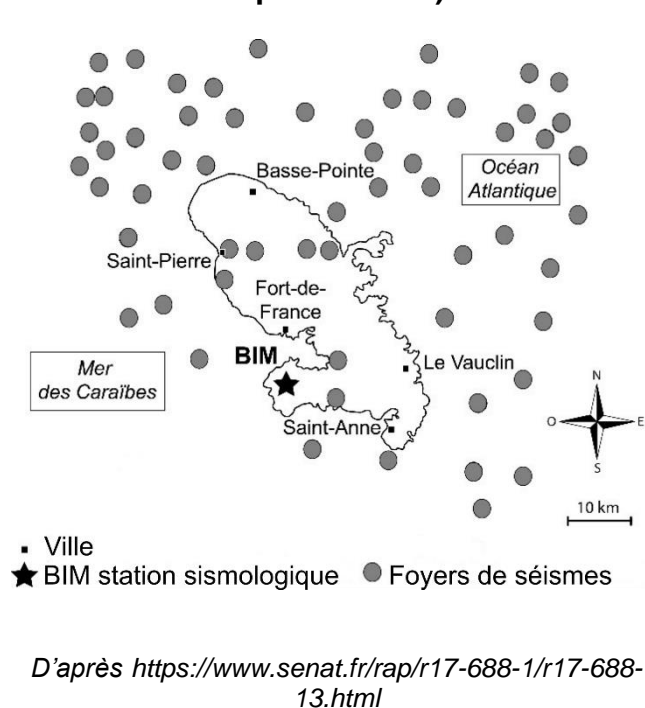 Basse-Pointe
Océan
Atlantique
Saint-Pierre
Fort-de-
France
BIM
Le Vauclin
Mer
des Caraïbes
Saint-Anne
N
O
E
S
10 km
Ville
BIM station sismologique
Foyers de séismes
D'après https://www.senat.fr/rap/r17-688-1/r17-688-
13.html